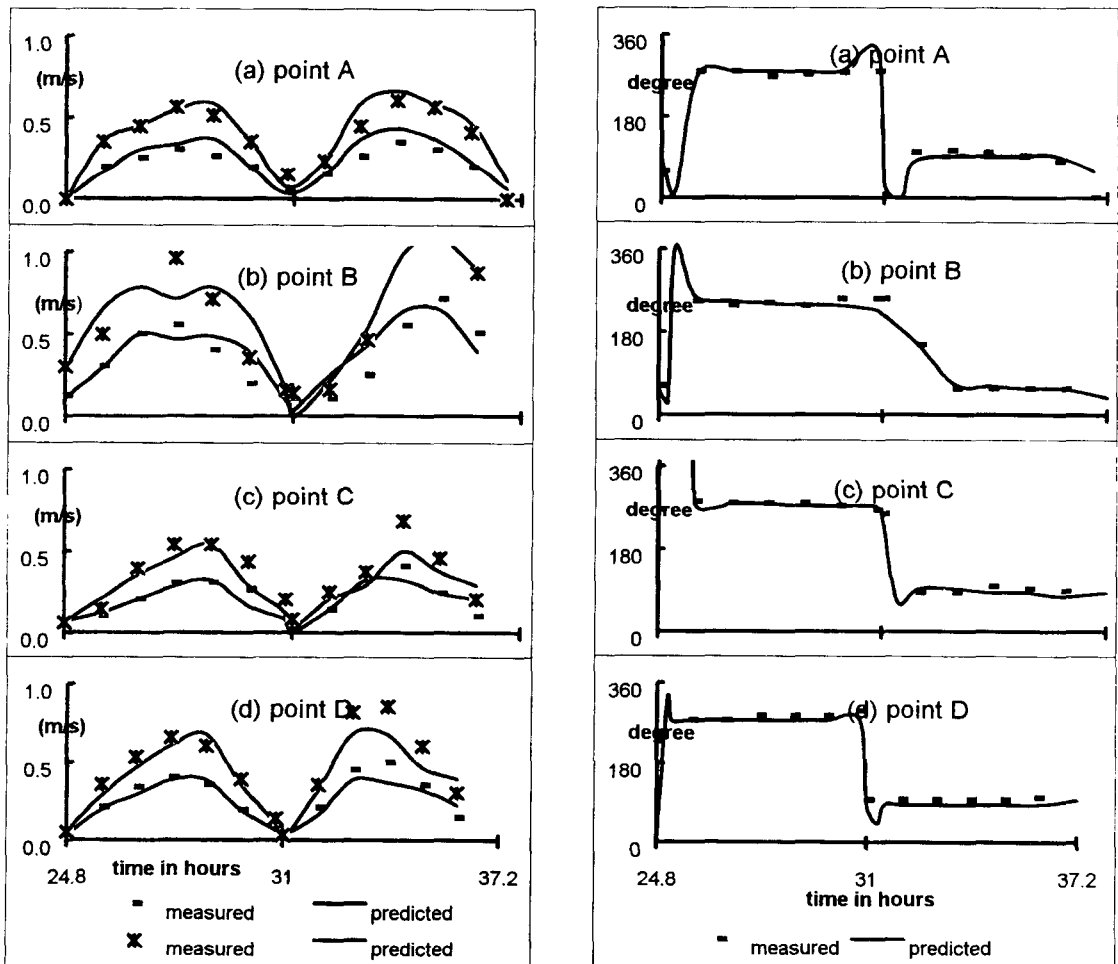 1.0
(m/s)
(a) point A
0.5
0.0
1.0
(b) point B
(m/s)
0.5
0.0
1.0
(c) point C
(m/s)
0.5
0.0
1.0
(d) point D
(m/s)
0.5
0.0
time in hours
24.8 31 37.2
measured predicted
measured predicted
360
(a) point A
degree
180
0
360
(b) point B
degree
180
0
360
(c) point C
degree
180
0
360
(d) point D
degree
180
0
24.8 31 37.2
time in hours
measured predicted